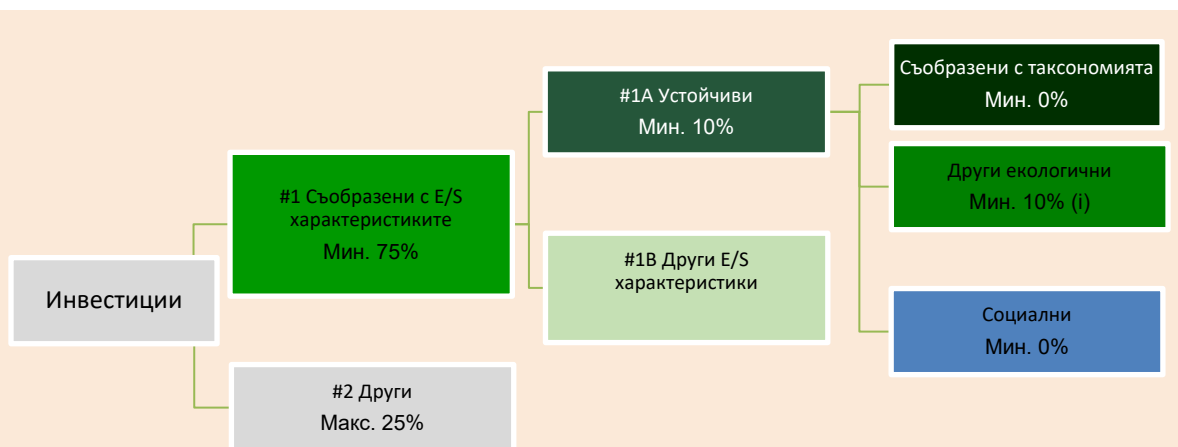 Инвестиции
#1 Съобразени с E/S
характеристиките
Мин. 75%
#2 Други
Макс. 25%
#1A Устойчиви
Мин. 10%
#1B Други E/S
характеристики
Съобразени с таксономията
Мин. 0%
Други екологични
Мин. 10% (i)
Социални
Мин. 0%